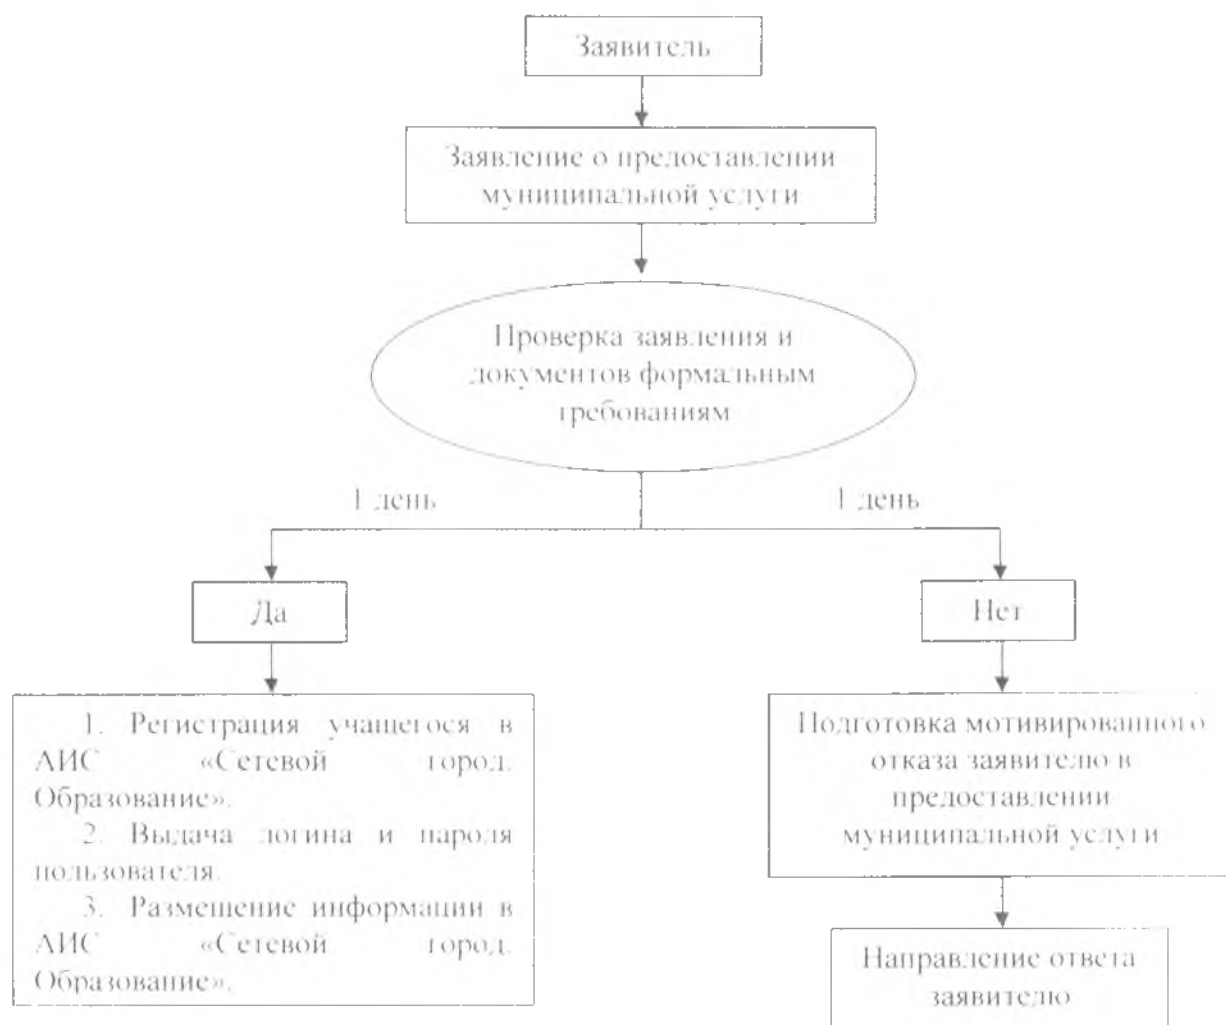 Заявитель
Заявление о предоставлении
муниципальной услуги
Проверка заявления и
документов формальным
требованиям
1 день
1 день
Да
Нет
1. Регистрация учащегося в
АИС «Сетевой город.
Образование».
2. Выдача логина и пароля
пользователя.
3. Размещение информации в
АИС «Сетевой город.
Образование».
Подготовка мотивированного
отказа заявителю в
предоставлении
муниципальной услуги
Направление ответа
заявителю